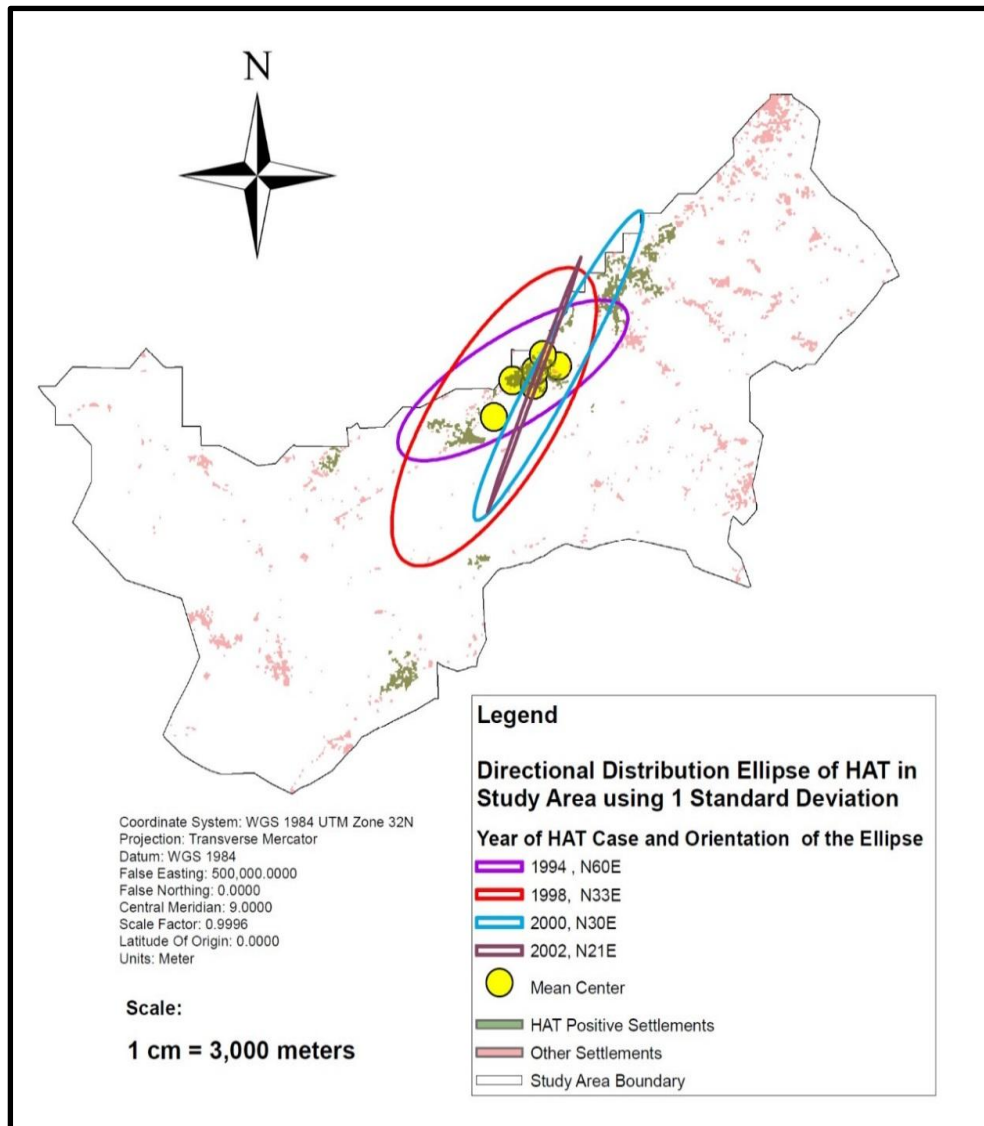 N
Coordinate System: WGS 1984 UTM Zone 32N
Projection: Transverse Mercator
Datum: WGS 1984
False Easting: 500,000.0000
False Northing: 0.0000
Central Meridian: 9.0000
Scale Factor: 0.9996
Latitude Of Origin: 0.0000
Units: Meter
Scale:
1 cm = 3,000 meters
Legend
Directional Distribution Ellipse of HAT in
Study Area using 1 Standard Deviation
Year of HAT Case and Orientation of the Ellipse
1994 , N60E
1998, N33E
2000, N30E
2002, N21E
Mean Center
HAT Positive Settlements
Other Settlements
Study Area Boundary